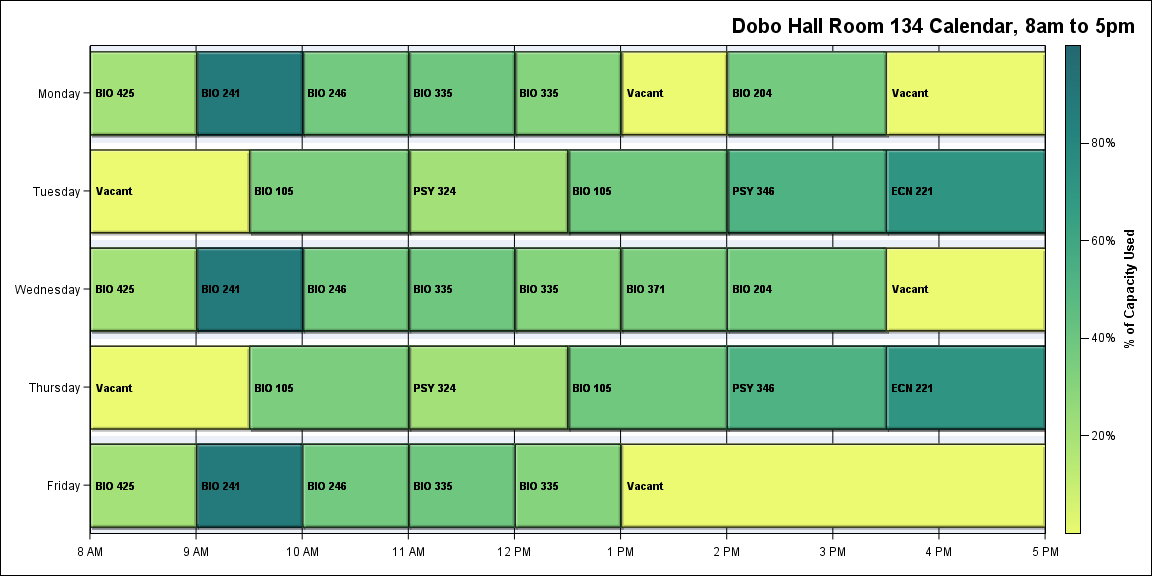 Dobo Hall Room 134 Calendar, 8am to 5pm
Monday
BIO 425
BIO 241
BIO 246
BIO 335
BIO 335
Vacant
BIO 204
Vacant
Tuesday
Vacant
BIO 105
PSY 324
BIO 105
PSY 346
ECN 221
Wednesday
BIO 425
BIO 241
BIO 246
BIO 335
BIO 335
BIO 371
BIO 204
Vacant
Thursday
Vacant
BIO 105
PSY 324
BIO 105
PSY 346
ECN 221
Friday
BIO 425
BIO 241
BIO 246
BIO 335
BIO 335
Vacant
8 AM
9 AM
10 AM
11 AM
12 PM
1 PM
2 PM
3 PM
4 PM
5 PM
80%
60%
40%
20%
% of Capacity Used